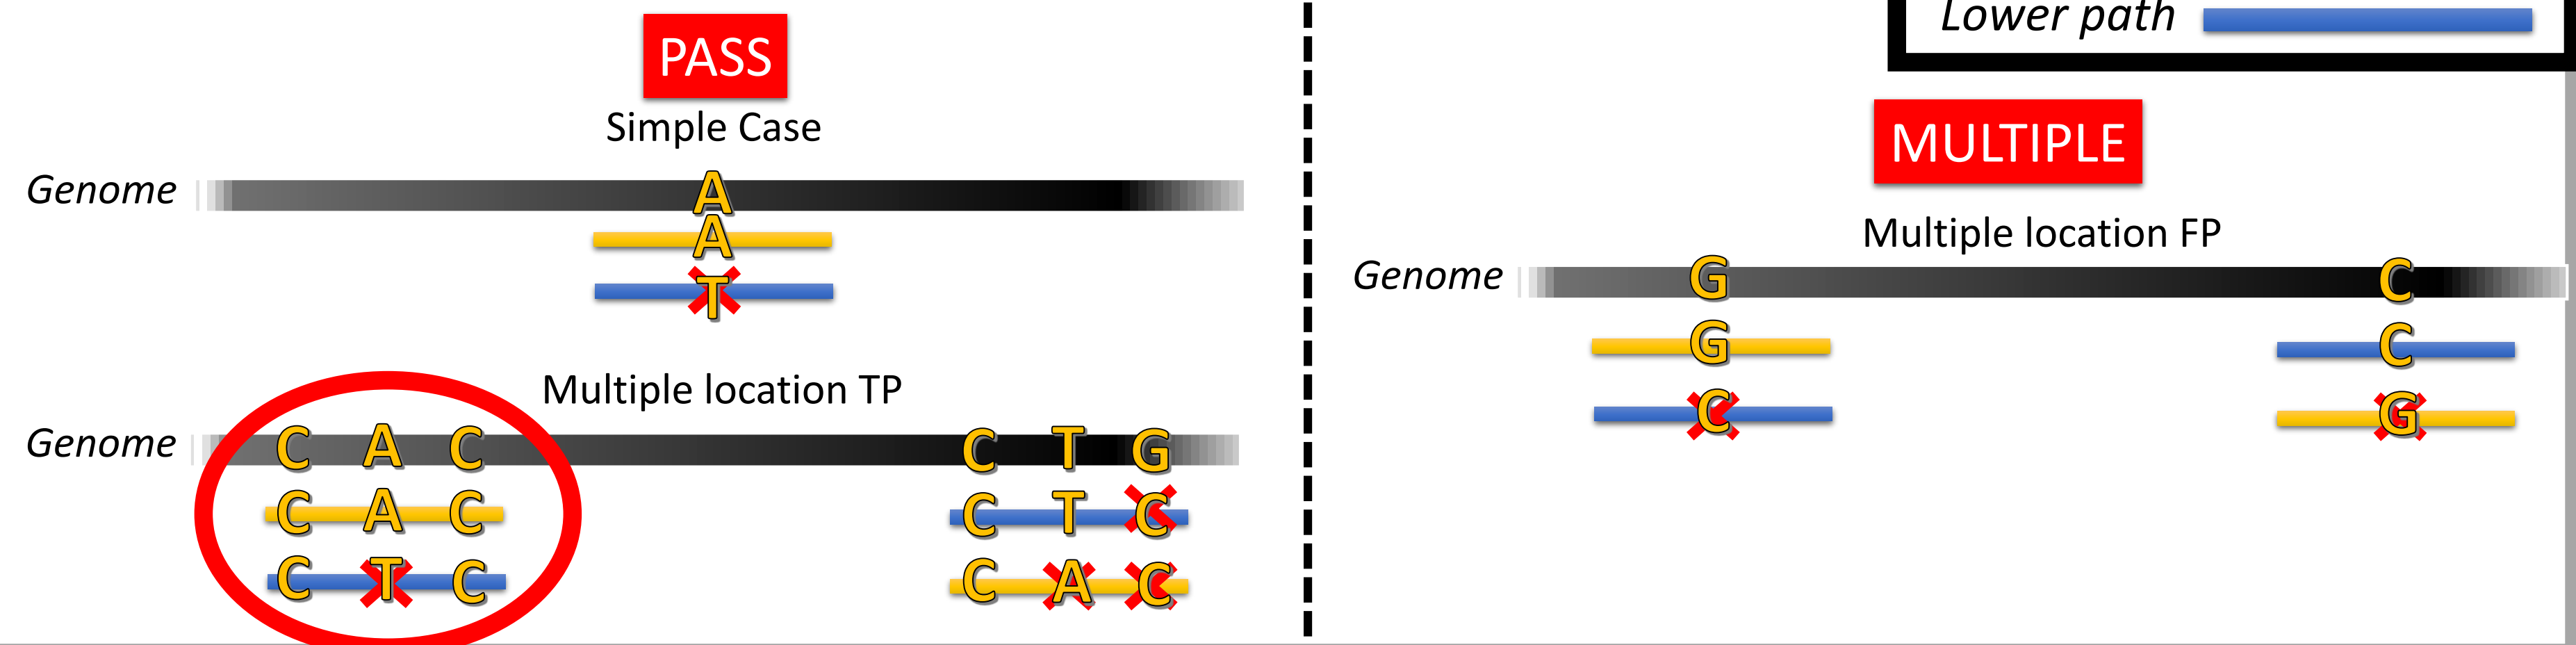 PASS
Simple Case
Genome
A
A
T
Multiple location TP
Genome
C A C
C T G
C A C
C T C
C T C
C A C
Lower path
MULTIPLE
Multiple location FP
Genome
G
C
G
C
C
G